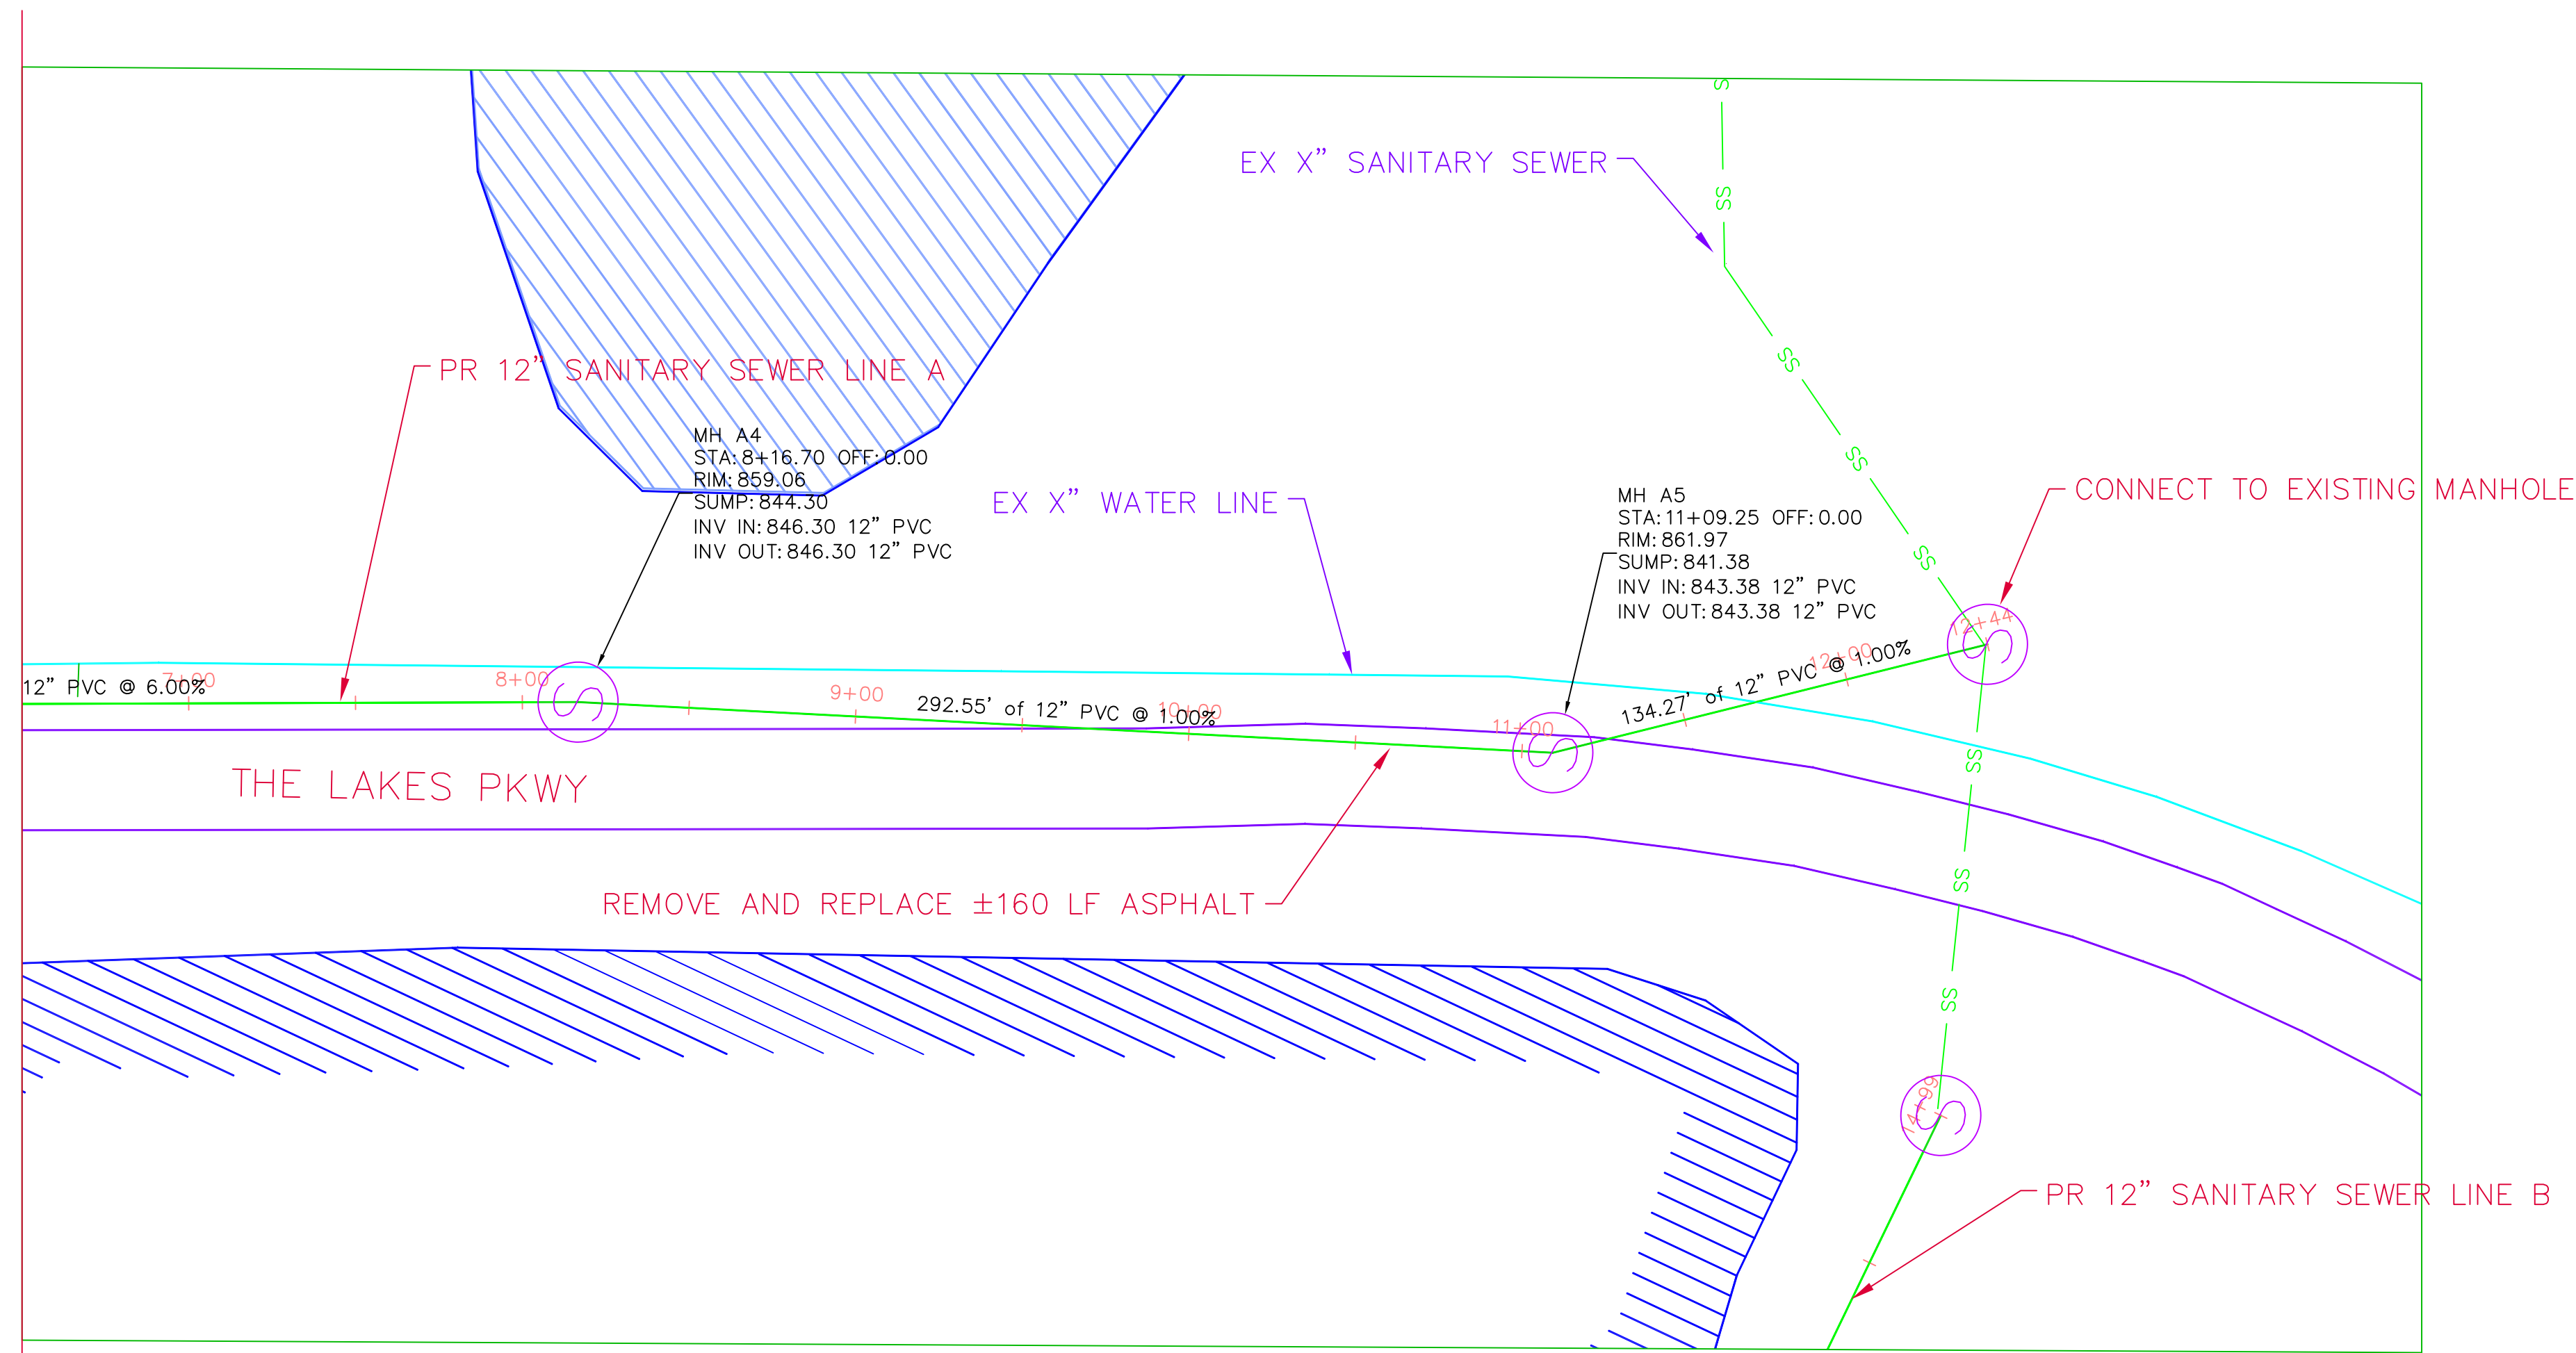 S
EX X” SANITARY SEWER
SS
SS
PR 12” SANITARY SEWER LINE A
MH A4
STA: 8+16.70 OFF: 0.00
RIM: 859.06
SUMP: 844.30
INV IN: 846.30 12” PVC
INV OUT: 846.30 12” PVC
SS
EX X” WATER LINE
MH A5
STA: 11+09.25 OFF: 0.00
RIM: 861.97
SUMP: 841.38
INV IN: 843.38 12” PVC
INV OUT: 843.38 12” PVC
CONNECT TO EXISTING MANHOLE
SS
12+44
S
12” PVC @ 6.00%
7+00
8+00
S
9+00
292.55’ of 12” PVC @ 1.00%
10+00
11+00
S
134.27’ of 12” PVC @ 1.00%
12+00
SS
THE LAKES PKWY
SS
REMOVE AND REPLACE ±160 LF ASPHALT
SS
14+99
S
PR 12” SANITARY SEWER LINE B